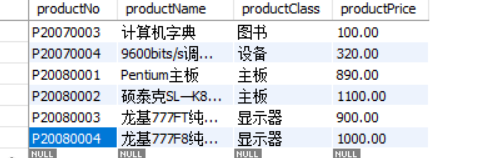 productNo productName productClass productPrice
P20070003 计算机字典 图书 100.00
P20070004 9600bits/s调... 设备 320.00
P20080001 Pentium主板 主板 890.00
P20080002 硕泰克SL—K8... 主板 1100.00
P20080003 龙基777FT纯... 显示器 900.00
P20080004 龙基777F8纯... 显示器 1000.00
NULL NULL NULL NULL